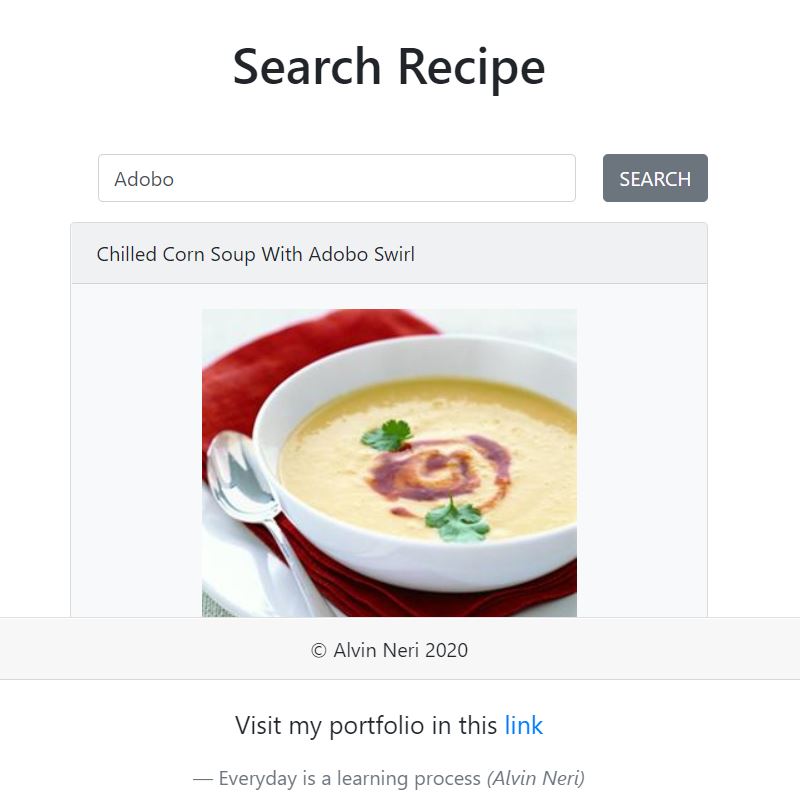 Search Recipe
Adobo
SEARCH
Chilled Corn Soup With Adobo Swirl
© Alvin Neri 2020
Visit my portfolio in this link
— Everyday is a learning process (Alvin Neri)